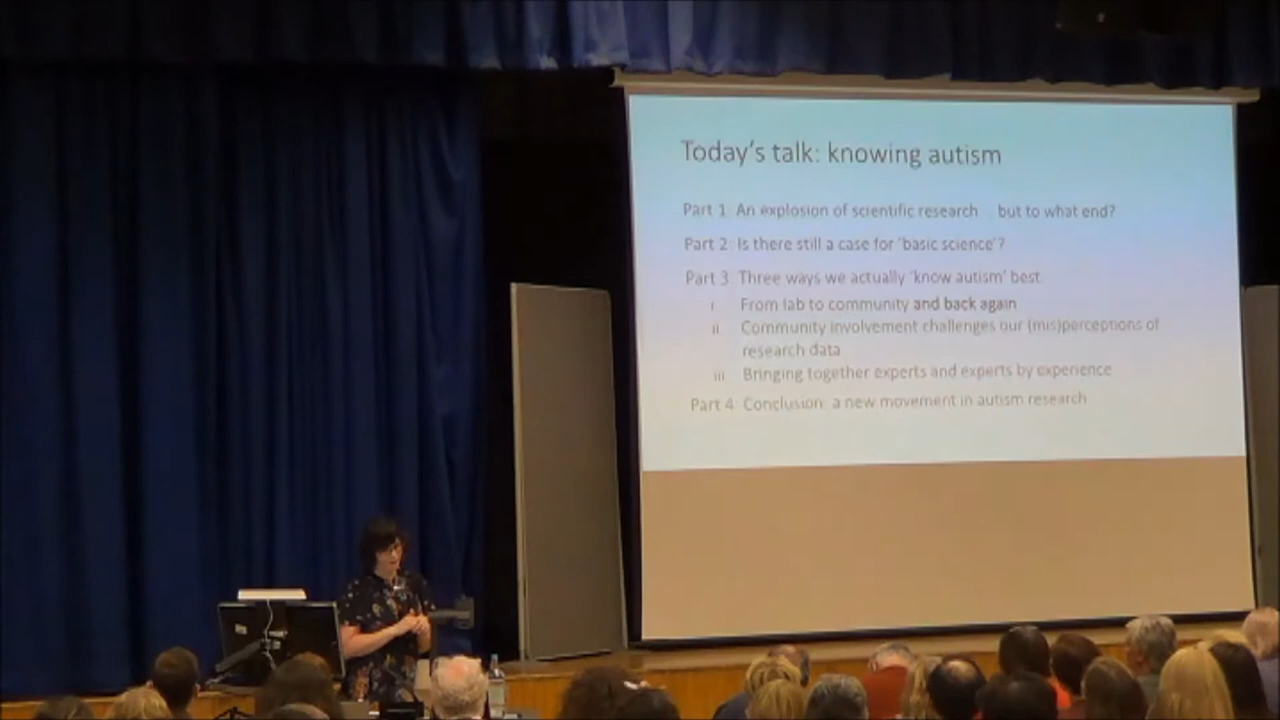 Today's talk: knowing autism
Part 1: An explosion of scientific research but to what end?
Part 2: Is there still a case for 'basic science'?
Part 3: Three ways we actually 'know autism' best
i. From lab to community and back again
ii. Community involvement challenges our (mis)perceptions of
research data
iii. Bringing together experts and experts by experience
Part 4: Conclusion: a new movement in autism research